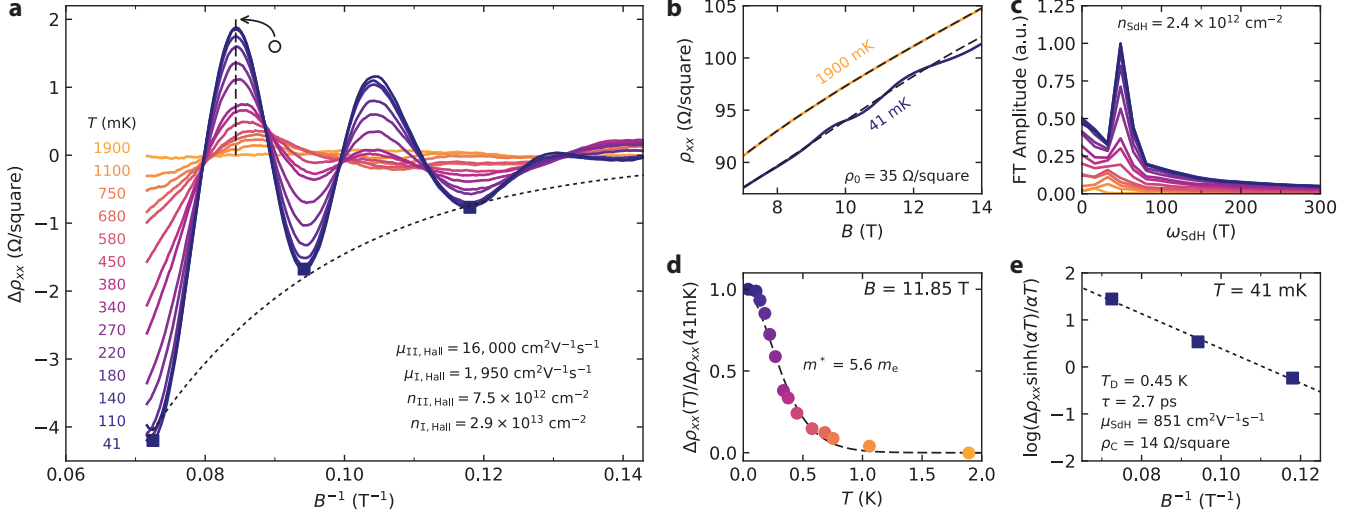 a
2
1
0
−1
−2
−3
−4
Δρxx (Ω/square)
T (mK)
1900
1100
750
680
580
450
380
340
270
220
180
140
110
41
μII, Hall = 16,000 cm²V⁻¹s⁻¹
μI, Hall = 1,950 cm²V⁻¹s⁻¹
nII, Hall = 7.5 × 10¹² cm⁻²
nI, Hall = 2.9 × 10¹³ cm⁻²
0.06 0.08 0.10 0.12 0.14
B⁻¹ (T⁻¹)
b
105
100
95
90
ρxx (Ω/square)
1900 mK
41 mK
ρ0 = 35 Ω/square
8 10 12 14
B (T)
c
nSdH = 2.4 × 10¹² cm⁻²
1.00
0.75
0.50
0.25
0.00
FT Amplitude (a.u.)
0 100 200 300
ωSdH (T)
d
B = 11.85 T
1.0
0.5
0.0
Δρxx(T)/Δρxx(41mK)
m* = 5.6 me
0.0 0.5 1.0 1.5 2.0
T (K)
e
T = 41 mK
2
1
0
−1
−2
log(Δρxx sinh(αT)/αT)
TD = 0.45 K
τ = 2.7 ps
μSdH = 851 cm²V⁻¹s⁻¹
ρC = 14 Ω/square
0.08 0.10 0.12
B⁻¹ (T⁻¹)